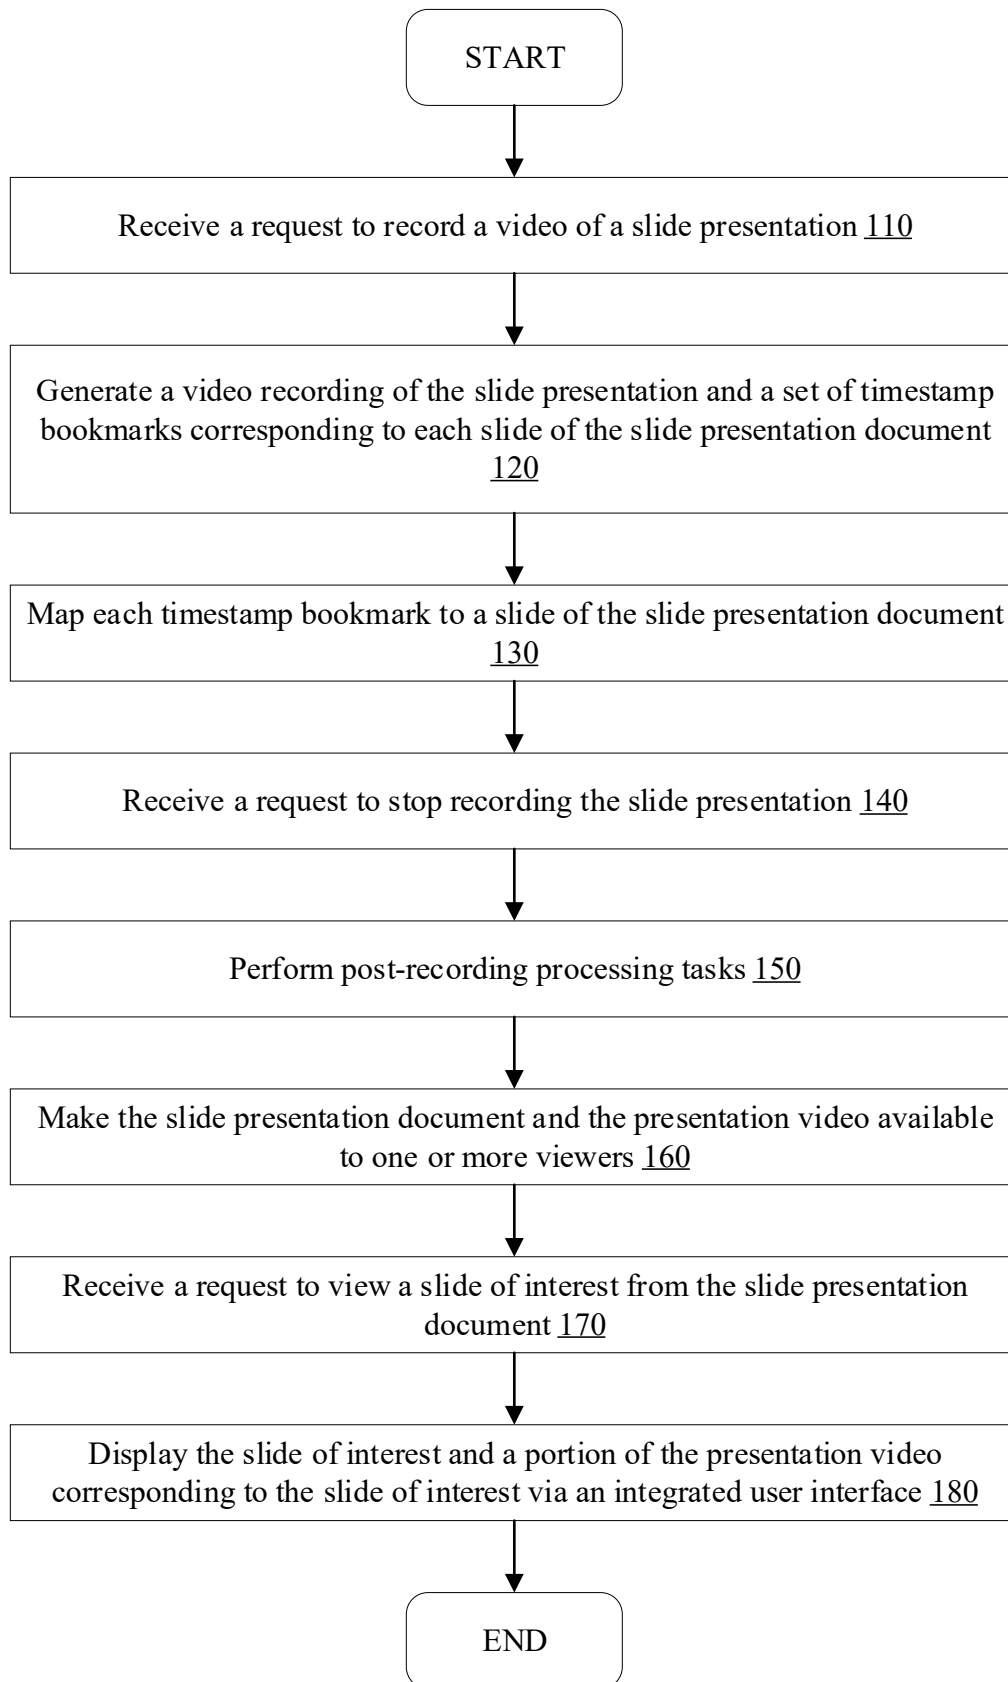 START
Receive a request to record a video of a slide presentation 110
Generate a video recording of the slide presentation and a set of timestamp
bookmarks corresponding to each slide of the slide presentation document
120
Map each timestamp bookmark to a slide of the slide presentation document
130
Receive a request to stop recording the slide presentation 140
Perform post-recording processing tasks 150
Make the slide presentation document and the presentation video available
to one or more viewers 160
Receive a request to view a slide of interest from the slide presentation
document 170
Display the slide of interest and a portion of the presentation video
corresponding to the slide of interest via an integrated user interface 180
END